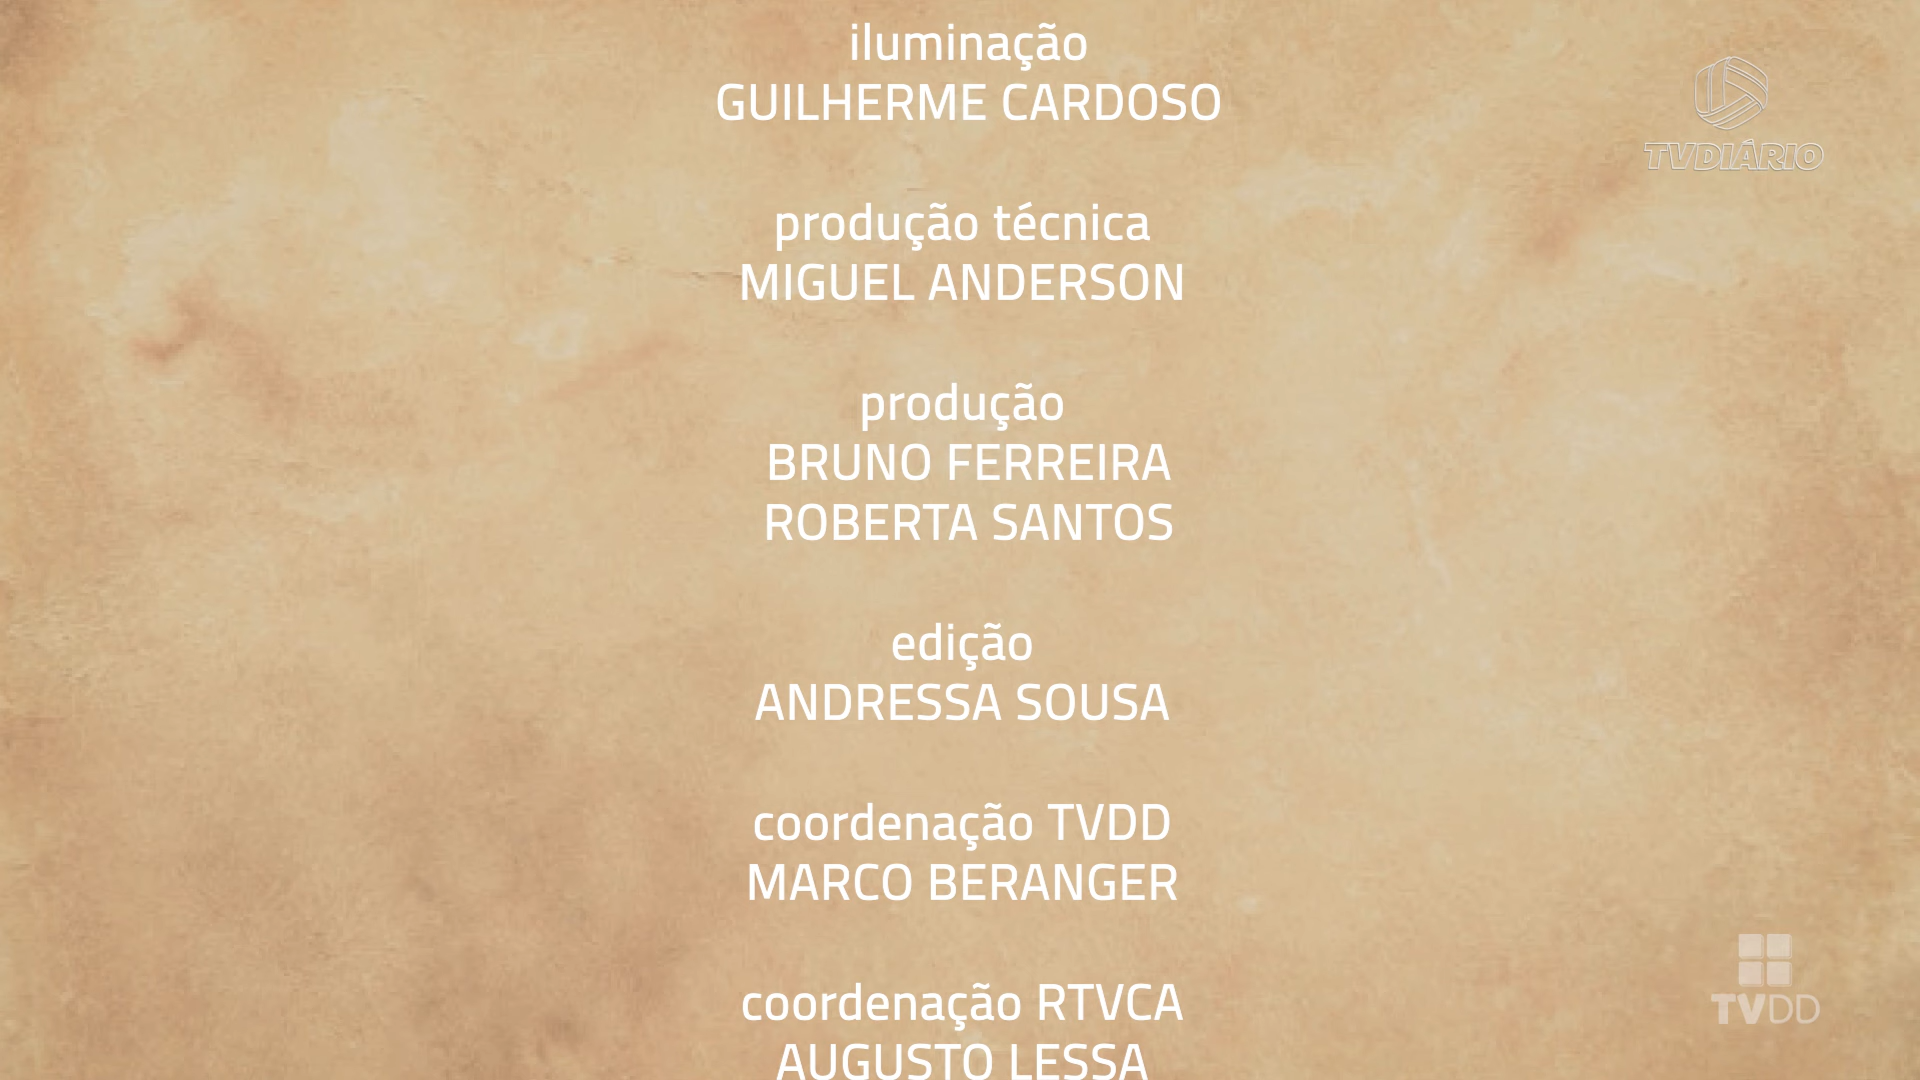 iluminação
GUILHERME CARDOSO
TVDIÁRIO
produção técnica
MIGUEL ANDERSON
produção
BRUNO FERREIRA
ROBERTA SANTOS
edição
ANDRESSA SOUSA
coordenação TVDD
MARCO BERANGER
coordenação RTVCA
TVDD
AUGUSTO LESSA